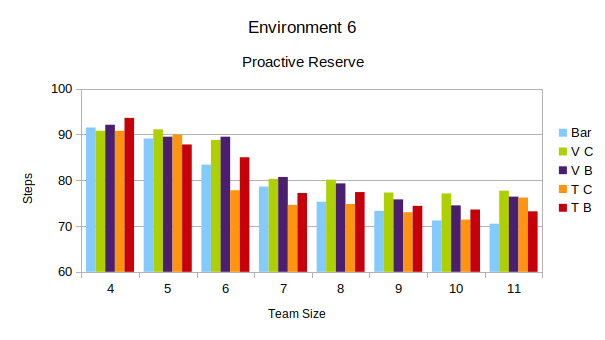 Environment 6
Proactive Reserve
100
90
80
70
60
Steps
4 5 6 7 8 9 10 11
Team Size
Bar
V C
V B
T C
T B